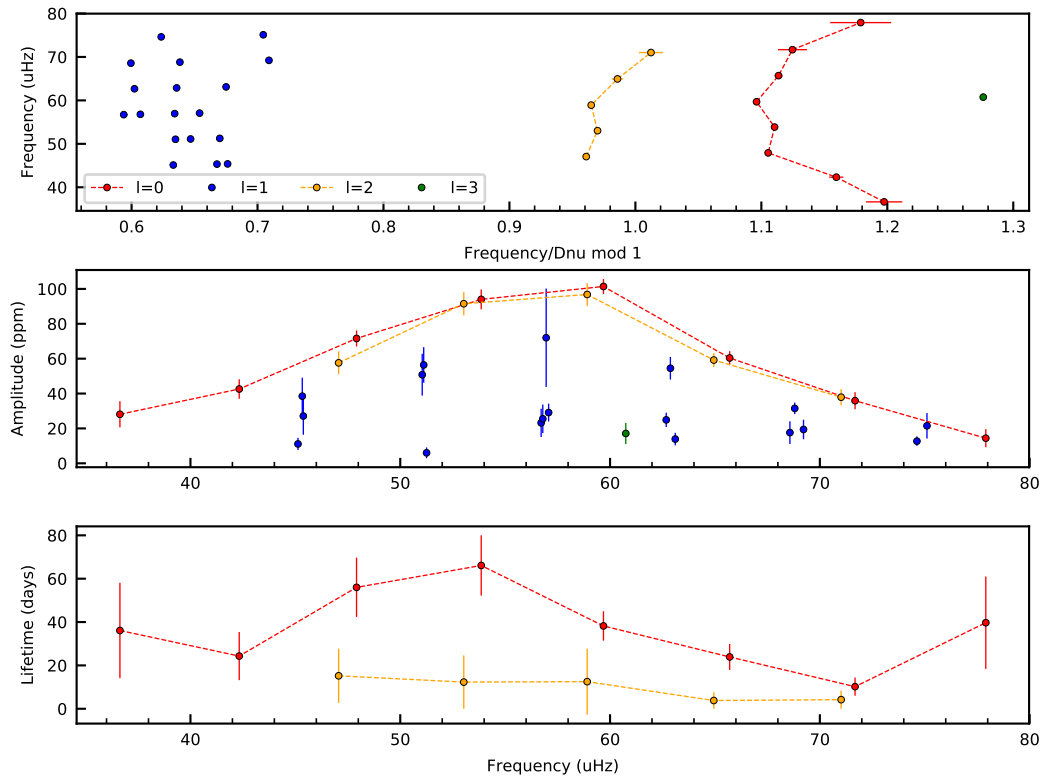 80
70
60
50
40
Frequency (uHz)
l=0 l=1 l=2 l=3
0.6 0.7 0.8 0.9 1.0 1.1 1.2 1.3
Frequency/Dnu mod 1
100
80
60
40
20
0
Amplitude (ppm)
40 50 60 70 80
80
60
40
20
0
Lifetime (days)
40 50 60 70 80
Frequency (uHz)